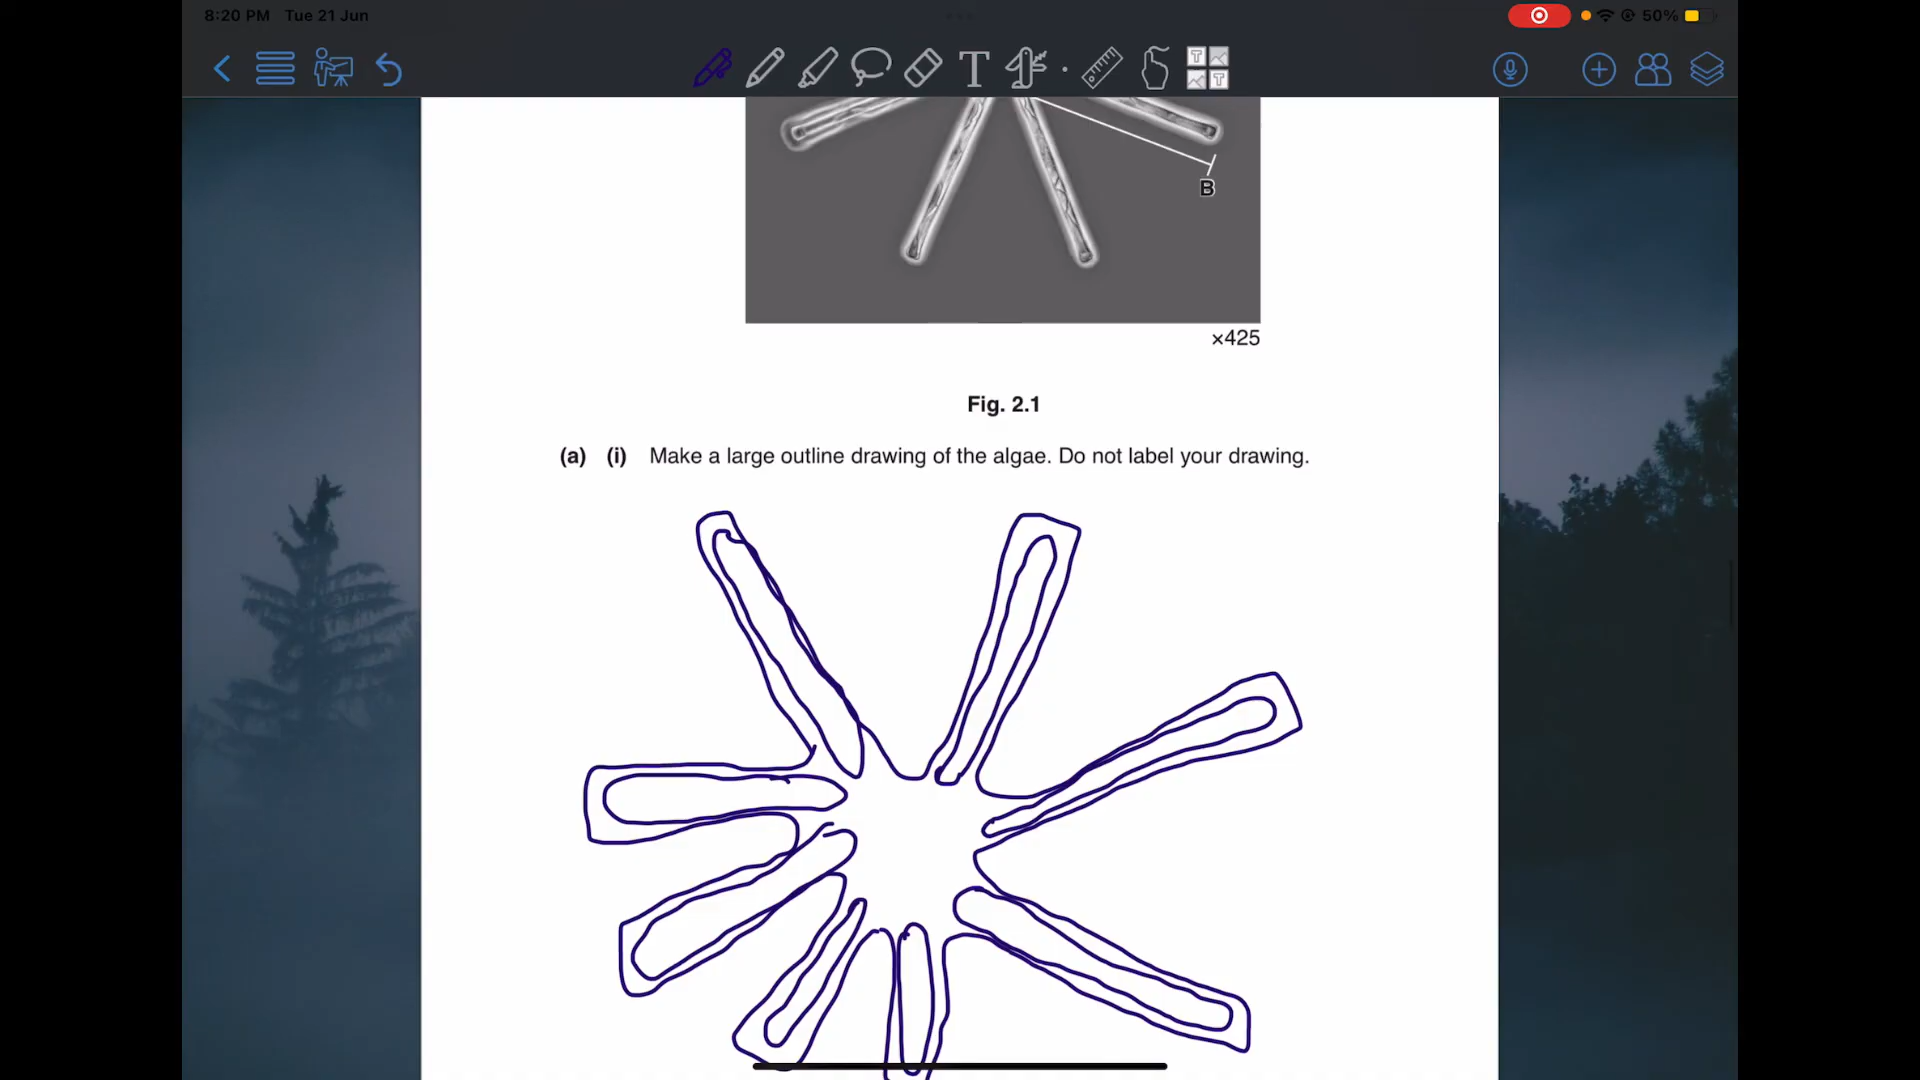 8:20 PM Tue 21 Jun
50%
T
T
T
B
×425
Fig. 2.1
(a) (i) Make a large outline drawing of the algae. Do not label your drawing.